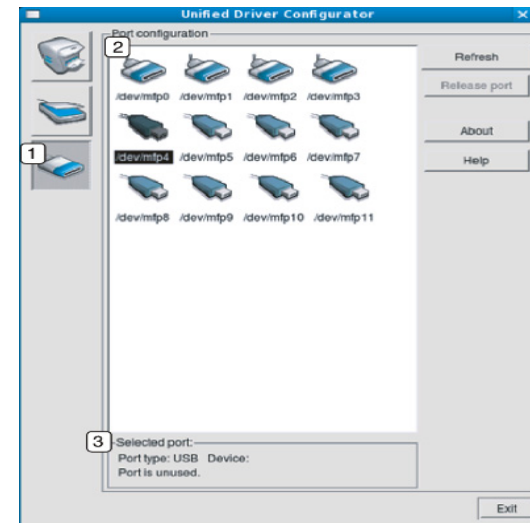 Unified Driver Configurator
Port configuration
2
/dev/mfp0 /dev/mfp1 /dev/mfp2 /dev/mfp3
1
/dev/mfp4 /dev/mfp5 /dev/mfp6 /dev/mfp7
/dev/mfp8 /dev/mfp9 /dev/mfp10 /dev/mfp11
Refresh
Release port
About
Help
3
Selected port:
Port type: USB Device:
Port is unused.
Exit